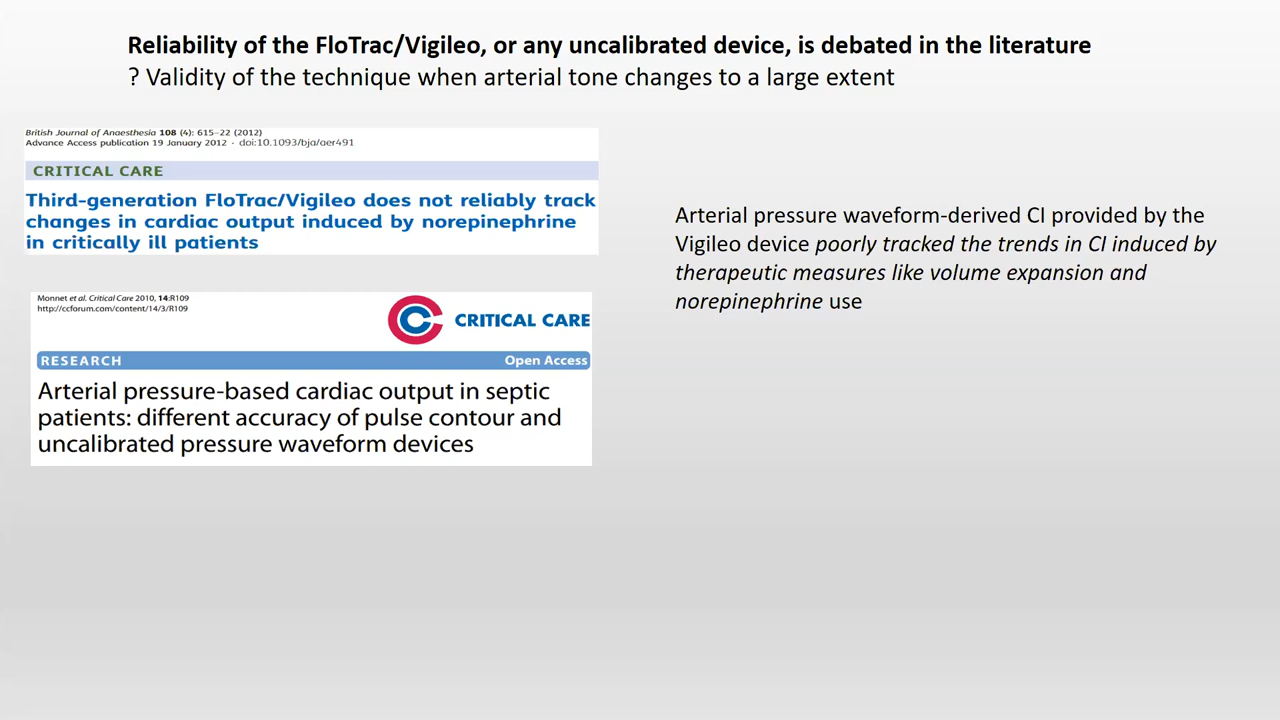 Reliability of the FloTrac/Vigileo, or any uncalibrated device, is debated in the literature
? Validity of the technique when arterial tone changes to a large extent
British Journal of Anaesthesia 108 (4): 615–22 (2012)
Advance Access publication 19 January 2012 · doi:10.1093/bja/aer491
CRITICAL CARE
Third-generation FloTrac/Vigileo does not reliably track
changes in cardiac output induced by norepinephrine
in critically ill patients
Arterial pressure waveform-derived CI provided by the
Vigileo device poorly tracked the trends in CI induced by
therapeutic measures like volume expansion and
norepinephrine use
Monnet et al. Critical Care 2010, 14:R109
http://ccforum.com/content/14/3/R109
CRITICAL CARE
RESEARCH
Open Access
Arterial pressure-based cardiac output in septic
patients: different accuracy of pulse contour and
uncalibrated pressure waveform devices